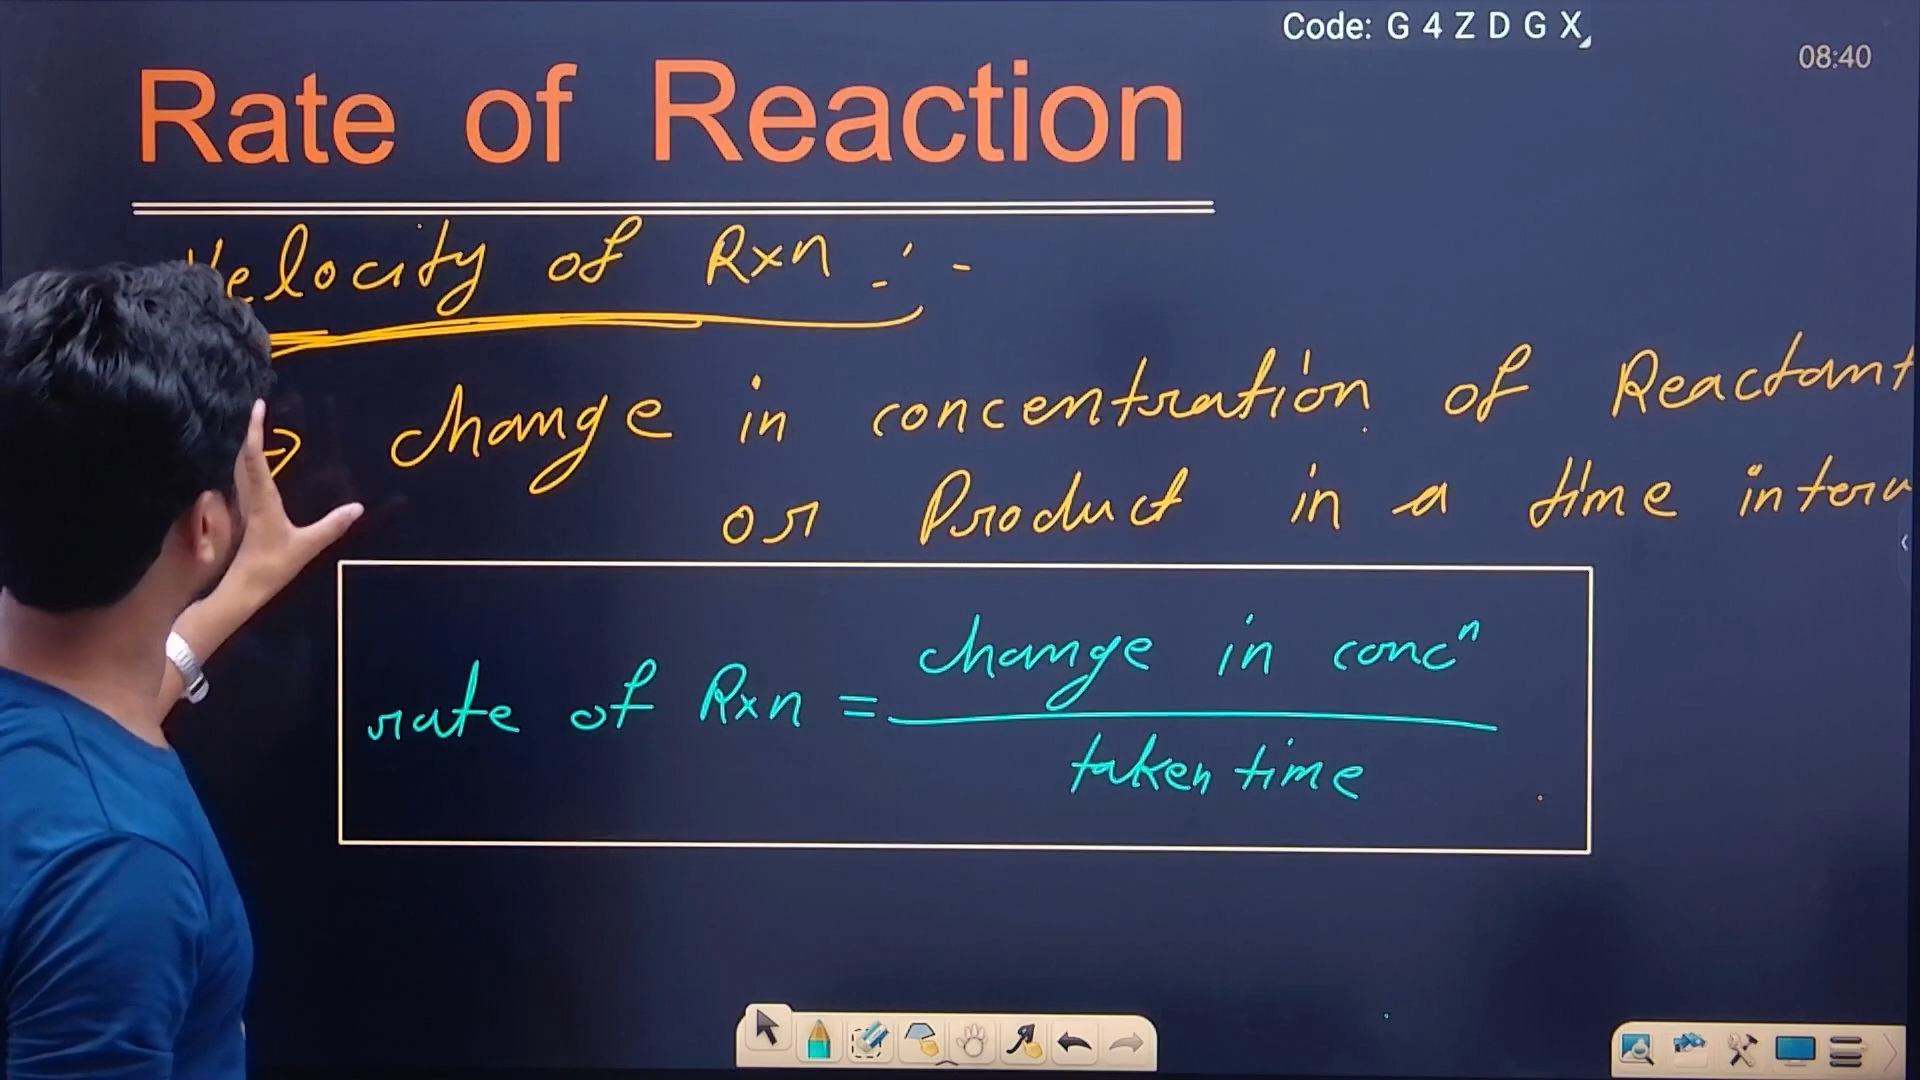 Code: G 4 Z D G X
08:40
Rate of Reaction
Velocity of Rxn :-
→ change in concentration of Reactant
or Product in a time interv
rate of Rxn = change in concⁿ
taken time